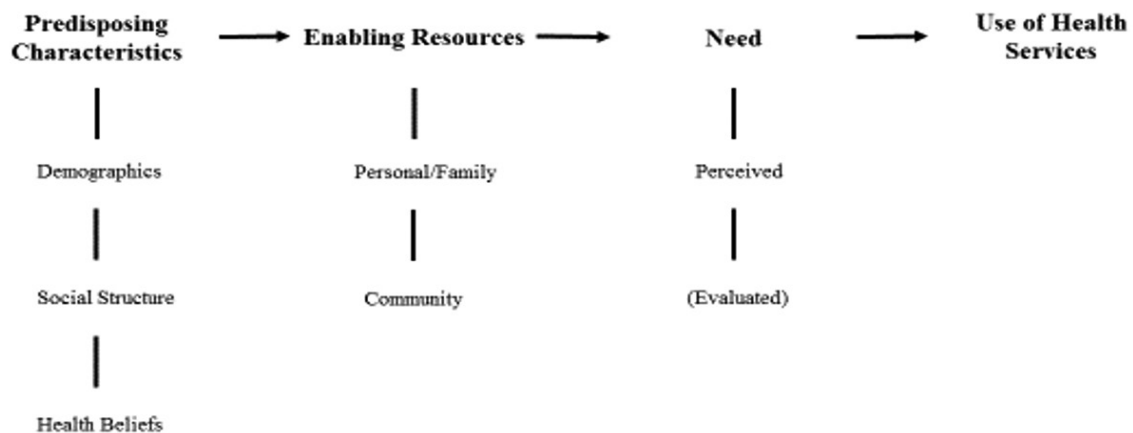 Predisposing
Characteristics
Enabling Resources
Need
Use of Health
Services
Demographics
Personal/Family
Perceived
Social Structure
Community
(Evaluated)
Health Beliefs